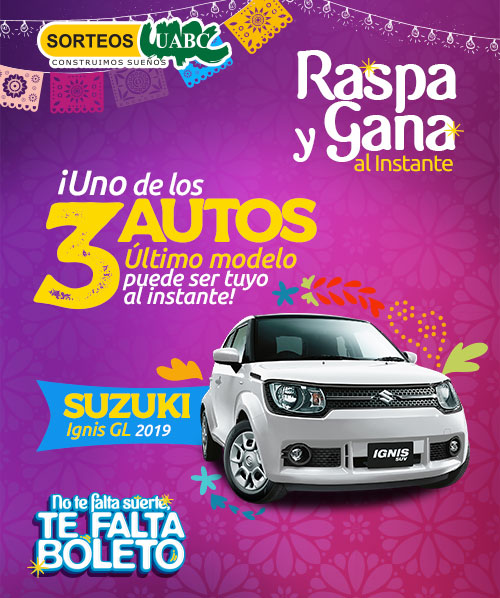 SORTEOS UABC
CONSTRUIMOS SUEÑOS
Raspa
y Gana
al Instante
¡Uno de los
3 AUTOS
Último modelo
puede ser tuyo
al instante!
SUZUKI
Ignis GL 2019
IGNIS
SUV
No te falta suerte,
TE FALTA
BOLETO